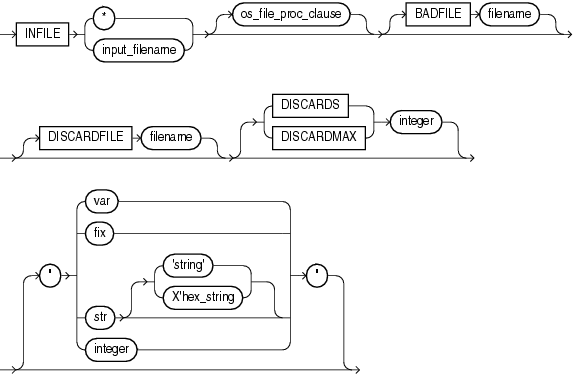 INFILE * input_filename os_file_proc_clause BADFILE filename
DISCARDFILE filename DISCARDS DISCARDMAX integer
var
fix
" str 'string' X'hex_string "
integer